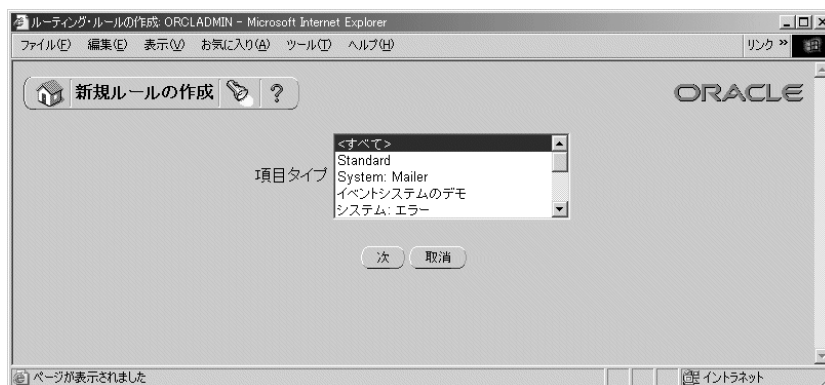 ルーティング・ルールの作成: ORCLADMIN - Microsoft Internet Explorer
ファイル(F) 編集(E) 表示(V) お気に入り(A) ツール(T) ヘルプ(H) リンク »
新規ルールの作成 ? ORACLE
<すべて>
Standard
項目タイプ System: Mailer
イベントシステムのデモ
システム: エラー
次 取消
ページが表示されました イントラネット